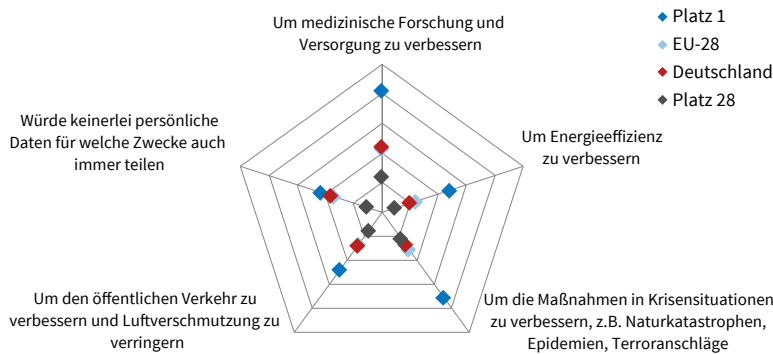 Um medizinische Forschung und
Versorgung zu verbessern
Platz 1
EU-28
Deutschland
Platz 28
Würde keinerlei persönliche
Daten für welche Zwecke auch
immer teilen
Um Energieeffizienz
zu verbessern
Um den öffentlichen Verkehr zu
verbessern und Luftverschmutzung zu
verringern
Um die Maßnahmen in Krisensituationen
zu verbessern, z.B. Naturkatastrophen,
Epidemien, Terroranschläge